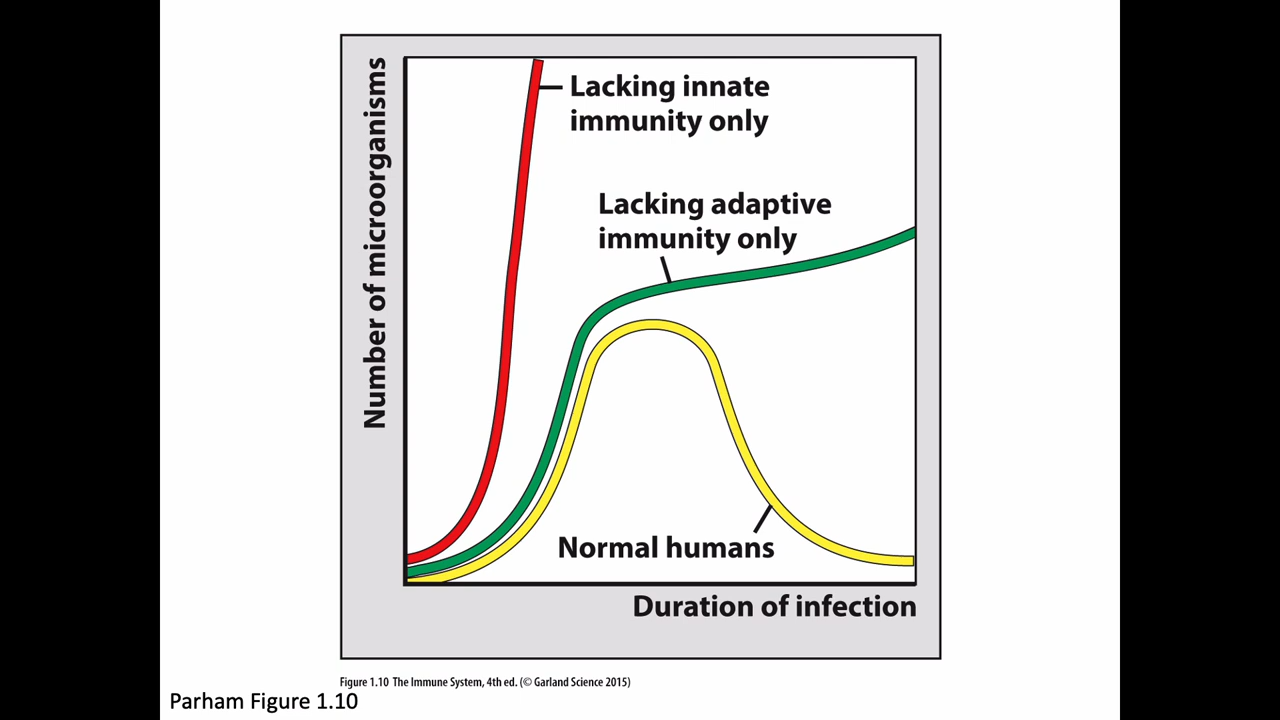 Number of microorganisms
Lacking innate
immunity only
Lacking adaptive
immunity only
Normal humans
Duration of infection
Figure 1.10 The Immune System, 4th ed. (© Garland Science 2015)
Parham Figure 1.10